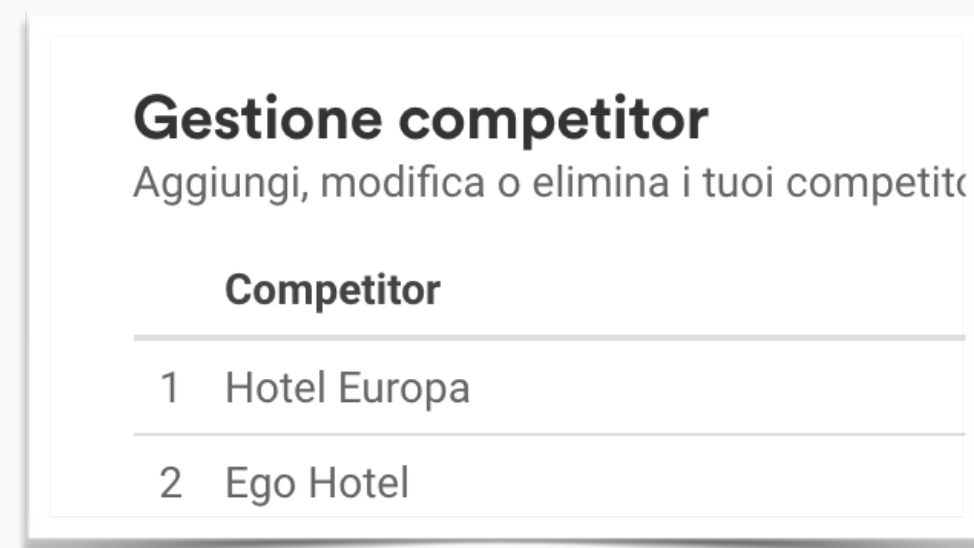 Gestione competitor
Aggiungi, modifica o elimina i tuoi
Competitor
1 Hotel Europa
2 Ego Hotel